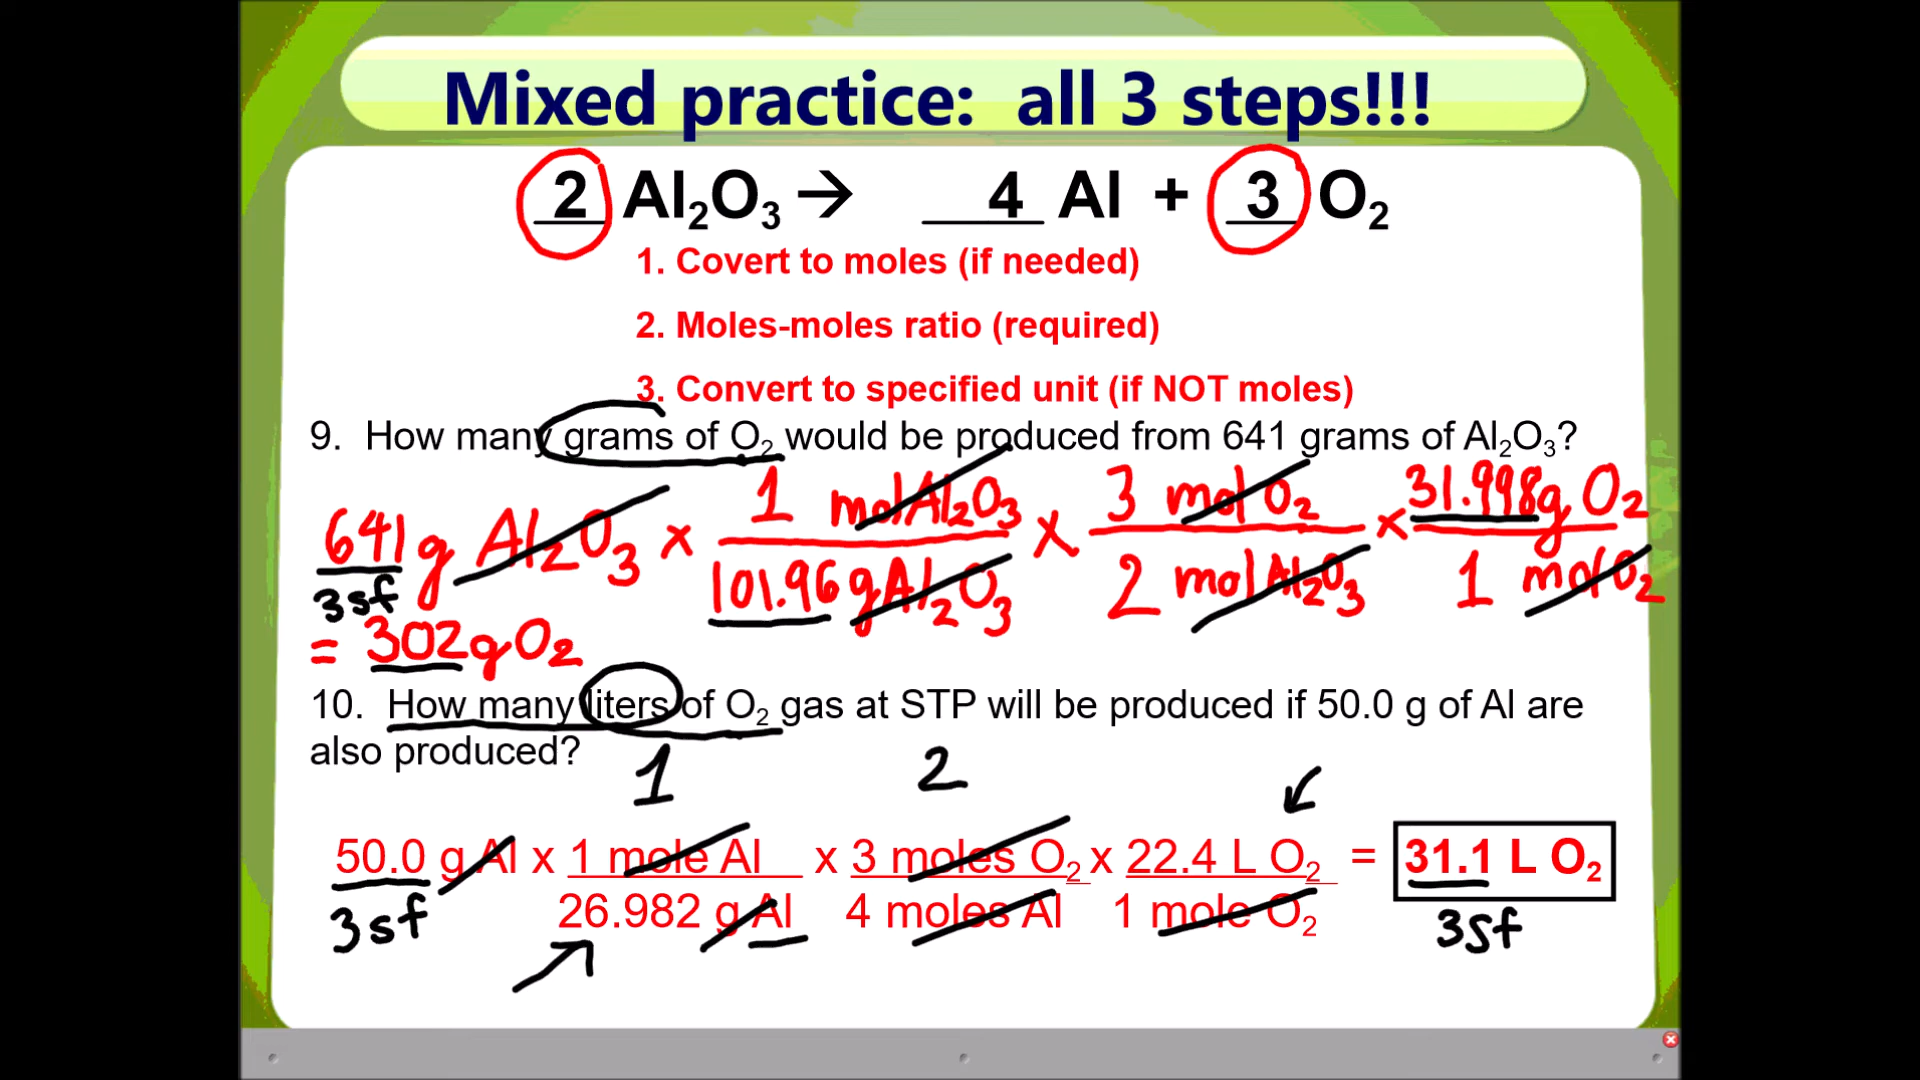 Mixed practice: all 3 steps!!!
2 Al₂O₃ → 4 Al + 3 O₂
1. Covert to moles (if needed)
2. Moles-moles ratio (required)
3. Convert to specified unit (if NOT moles)
9. How many grams of O₂ would be produced from 641 grams of Al₂O₃?
641 g Al₂O₃ x 1 mol Al₂O₃ x 3 mol O₂ x 31.998g O₂
101.96 g Al₂O₃ 2 mol Al₂O₃ 1 mol O₂
3sf
= 302g O₂
10. How many liters of O₂ gas at STP will be produced if 50.0 g of Al are
also produced?
1 2
50.0 g Al x 1 mole Al x 3 moles O₂ x 22.4 L O₂ = 31.1 L O₂
26.982 g Al 4 moles Al 1 mole O₂
3sf 3sf